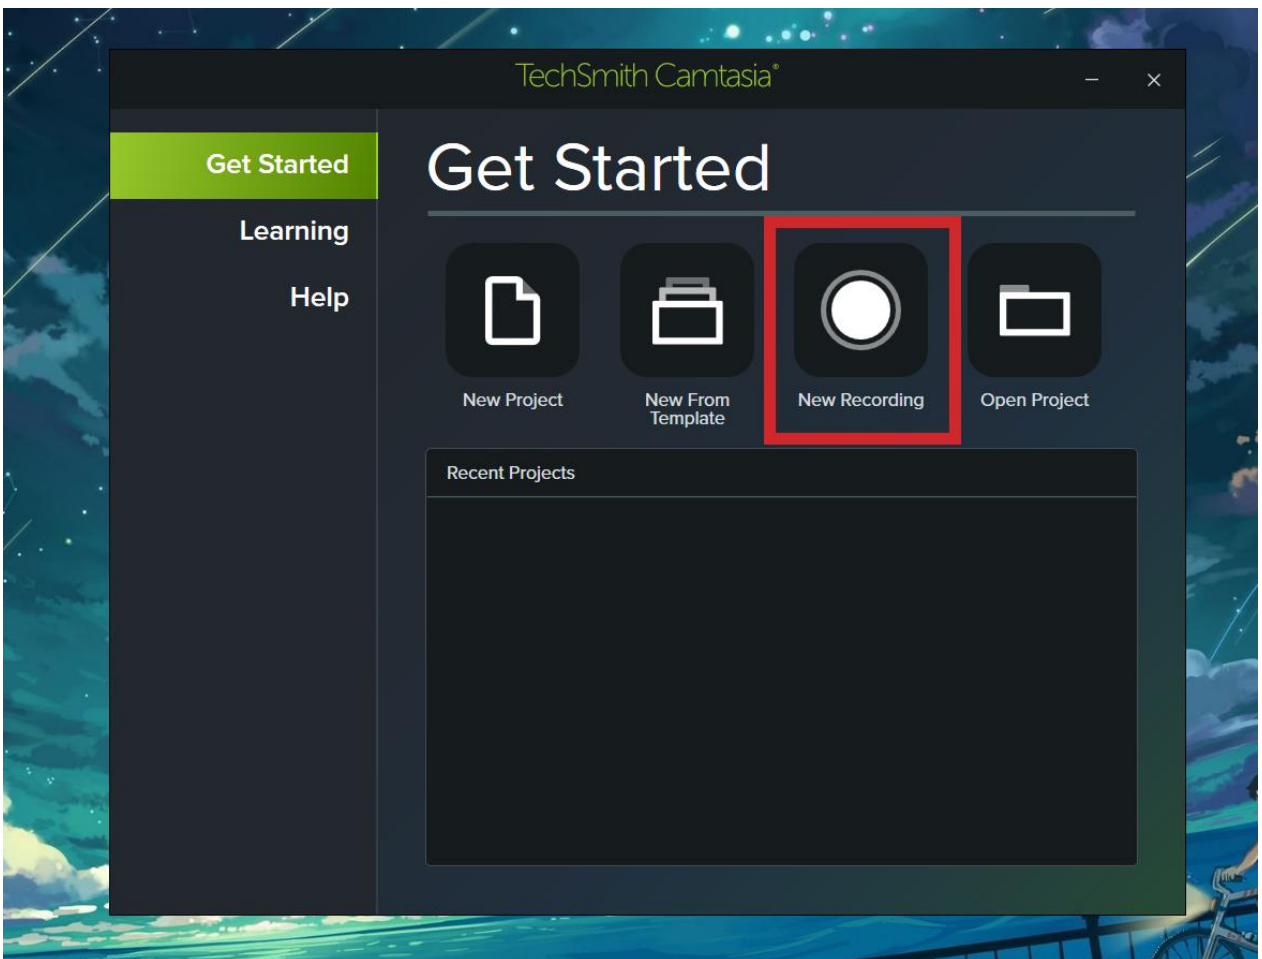 TechSmith Camtasia®
Get Started
Learning
Help
Get Started
New Project
New From
Template
New Recording
Open Project
Recent Projects